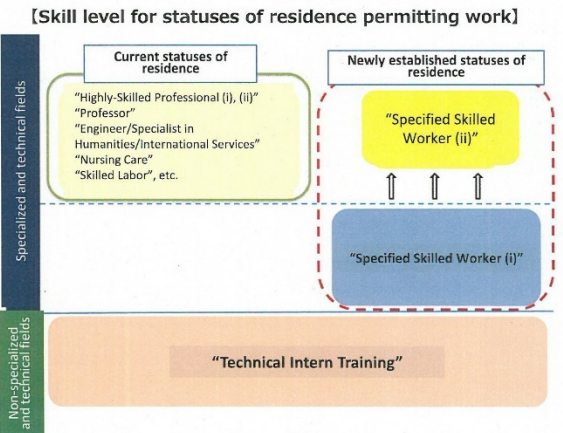 【Skill level for statuses of residence permitting work】
Current statuses of
residence
Newly established statuses of
residence
Specialized and technical fields
“Highly-Skilled Professional (i), (ii)”
“Professor”
“Engineer/Specialist in
Humanities/International Services”
“Nursing Care”
“Skilled Labor”, etc.
“Specified Skilled
Worker (ii)”
“Specified Skilled Worker (i)”
Non-specialized
and technical fields
“Technical Intern Training”